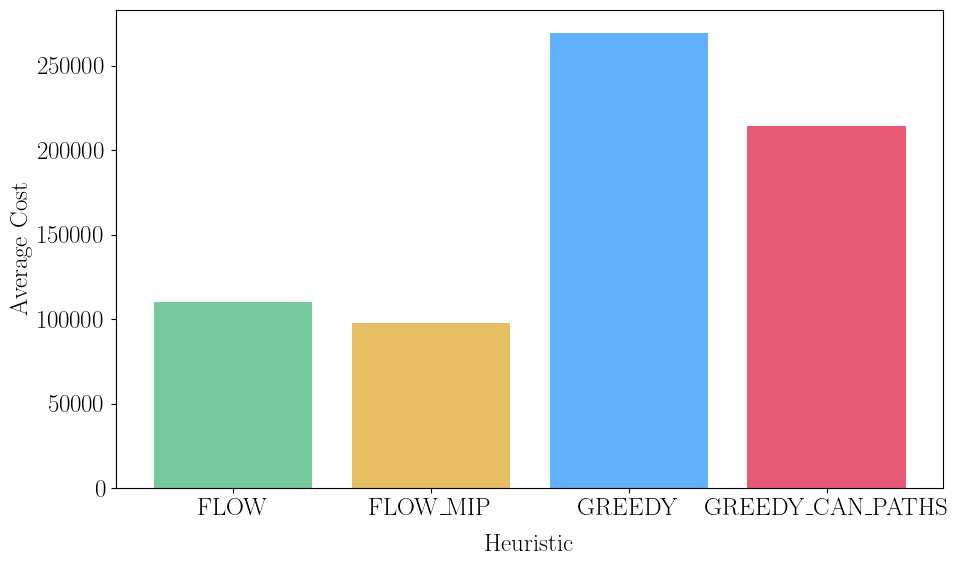 250000
200000
150000
100000
50000
0
Average Cost
FLOW
FLOW_MIP
GREEDY
GREEDY_CAN_PATHS
Heuristic